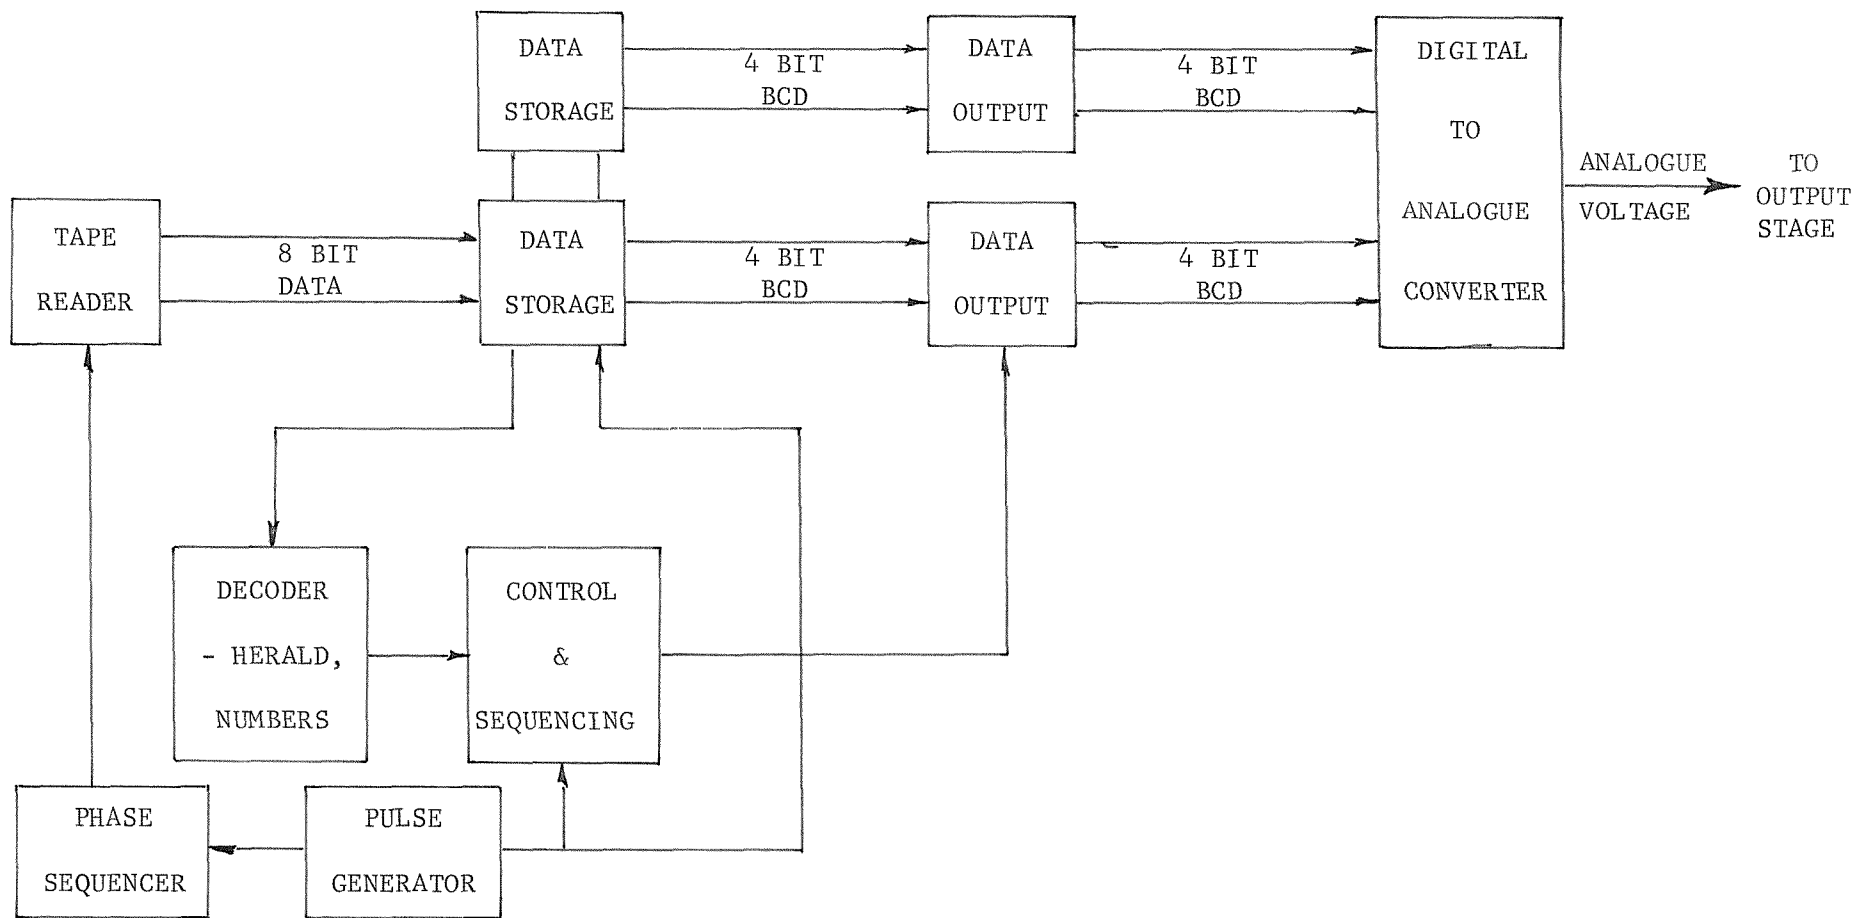 DATA
STORAGE
4 BIT
BCD
DATA
OUTPUT
4 BIT
BCD
DIGITAL
TO
ANALOGUE
CONVERTER
ANALOGUE
VOLTAGE
TO
OUTPUT
STAGE
TAPE
READER
8 BIT
DATA
DATA
STORAGE
4 BIT
BCD
DATA
OUTPUT
4 BIT
BCD
DECODER
- HERALD,
NUMBERS
CONTROL
&
SEQUENCING
PHASE
SEQUENCER
PULSE
GENERATOR